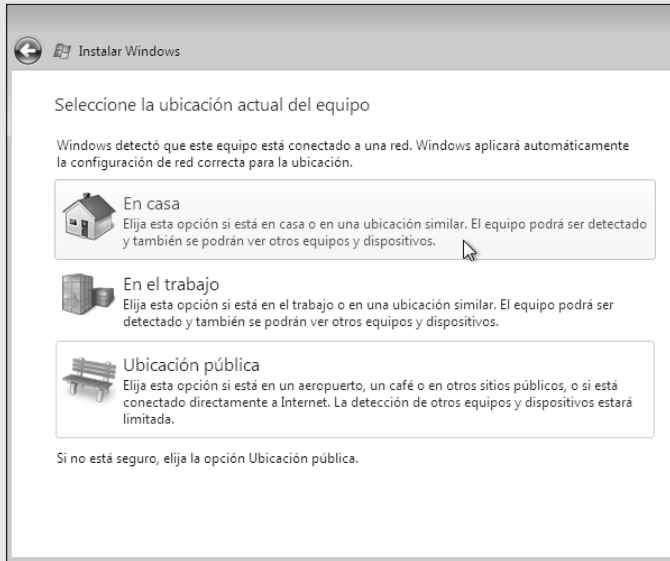 Instalar Windows
Seleccione la ubicación actual del equipo
Windows detectó que este equipo está conectado a una red. Windows aplicará automáticamente
la configuración de red correcta para la ubicación.
En casa
Elija esta opción si está en casa o en una ubicación similar. El equipo podrá ser detectado
y también se podrán ver otros equipos y dispositivos.
En el trabajo
Elija esta opción si está en el trabajo o en una ubicación similar. El equipo podrá ser
detectado y también se podrán ver otros equipos y dispositivos.
Ubicación pública
Elija esta opción si está en un aeropuerto, un café o en otros sitios públicos, o si está
conectado directamente a Internet. La detección de otros equipos y dispositivos estará
limitada.
Si no está seguro, elija la opción Ubicación pública.